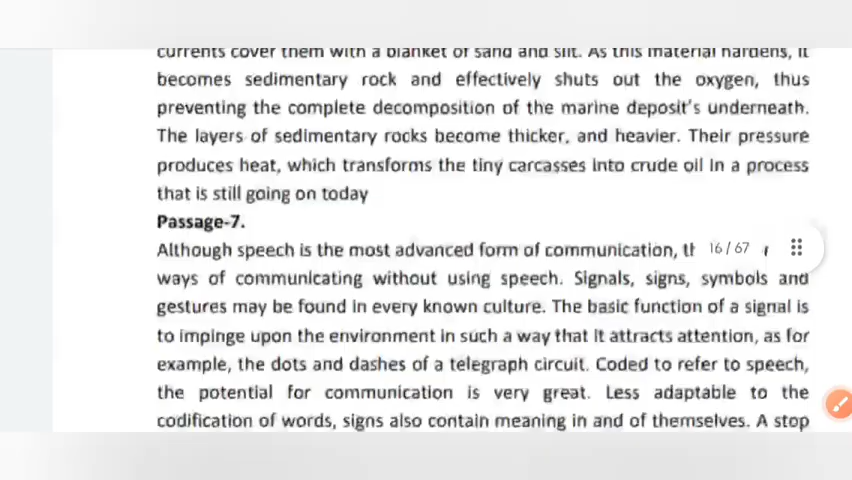 currents cover them with a blanket of sand and silt. As this material hardens, it
becomes sedimentary rock and effectively shuts out the oxygen, thus
preventing the complete decomposition of the marine deposit's underneath.
The layers of sedimentary rocks become thicker, and heavier. Their pressure
produces heat, which transforms the tiny carcasses into crude oil in a process
that is still going on today
Passage-7.
Although speech is the most advanced form of communication, 16/67
ways of communicating without using speech. Signals, signs, symbols and
gestures may be found in every known culture. The basic function of a signal is
to impinge upon the environment in such a way that it attracts attention, as for
example, the dots and dashes of a telegraph circuit. Coded to refer to speech,
the potential for communication is very great. Less adaptable to the
codification of words, signs also contain meaning in and of themselves. A stop